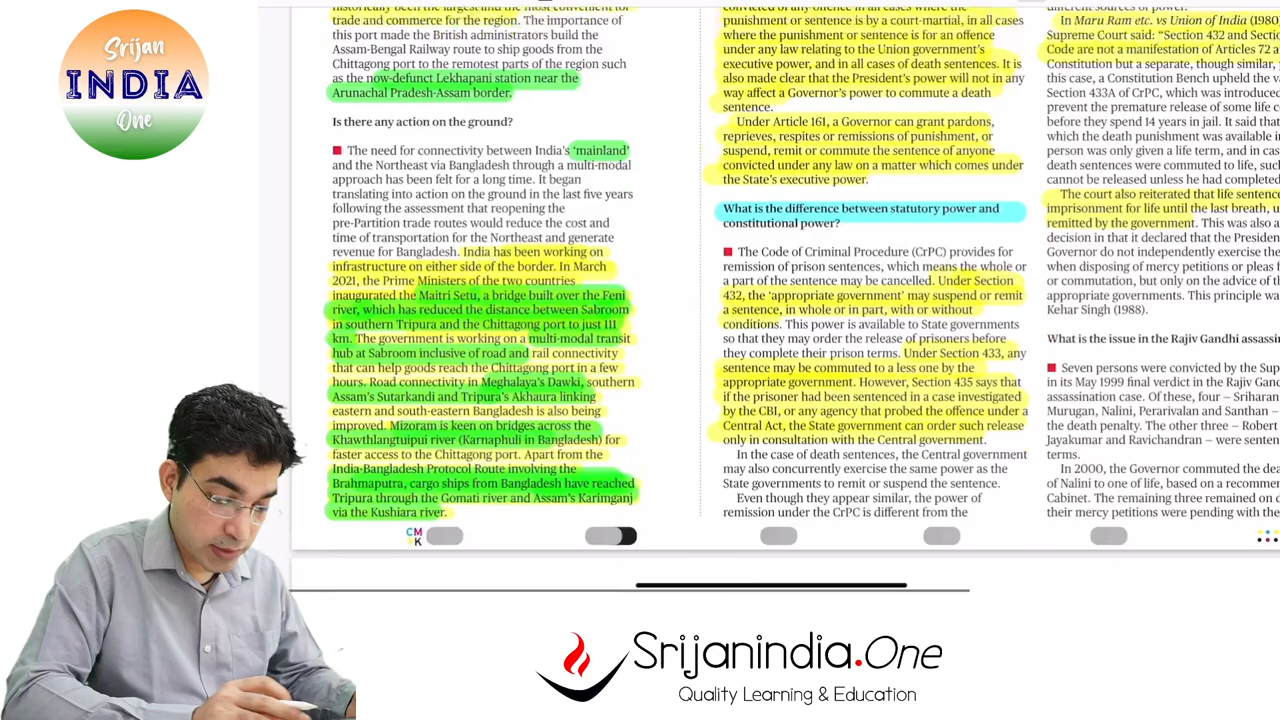 Srijan
INDIA
One
historically been the largest and the most convenient for
trade and commerce for the region. The importance of
this port made the British administrators build the
Assam-Bengal Railway route to ship goods from the
Chittagong port to the remotest parts of the region such
as the now-defunct Lekhapani station near the
Arunachal Pradesh-Assam border.
Is there any action on the ground?
The need for connectivity between India's 'mainland'
and the Northeast via Bangladesh through a multi-modal
approach has been felt for a long time. It began
translating into action on the ground in the last five years
following the assessment that reopening the
pre-Partition trade routes would reduce the cost and
time of transportation for the Northeast and generate
revenue for Bangladesh. India has been working on
infrastructure on either side of the border. In March
2021, the Prime Ministers of the two countries
inaugurated the Maitri Setu, a bridge built over the Feni
river, which has reduced the distance between Sabroom
in southern Tripura and the Chittagong port to just 111
km. The government is working on a multi-modal transit
hub at Sabroom inclusive of road and rail connectivity
that can help goods reach the Chittagong port in a few
hours. Road connectivity in Meghalaya's Dawki, southern
Assam's Sutarkandi and Tripura's Akhaura linking
eastern and south-eastern Bangladesh is also being
improved. Mizoram is keen on bridges across the
Khawthlangtuipui river (Karnaphuli in Bangladesh) for
faster access to the Chittagong port. Apart from the
India-Bangladesh Protocol Route involving the
Brahmaputra, cargo ships from Bangladesh have reached
Tripura through the Gomati river and Assam's Karimganj
via the Kushiara river.
CM
YK
convicted of any offence in all cases where the
punishment or sentence is by a court-martial, in all cases
where the punishment or sentence is for an offence
under any law relating to the Union government's
executive power, and in all cases of death sentences. It is
also made clear that the President's power will not in any
way affect a Governor's power to commute a death
sentence.
Under Article 161, a Governor can grant pardons,
reprieves, respites or remissions of punishment, or
suspend, remit or commute the sentence of anyone
convicted under any law on a matter which comes under
the State's executive power.
What is the difference between statutory power and
constitutional power?
The Code of Criminal Procedure (CrPC) provides for
remission of prison sentences, which means the whole or
a part of the sentence may be cancelled. Under Section
432, the 'appropriate government' may suspend or remit
a sentence, in whole or in part, with or without
conditions. This power is available to State governments
so that they may order the release of prisoners before
they complete their prison terms. Under Section 433, any
sentence may be commuted to a less one by the
appropriate government. However, Section 435 says that
if the prisoner had been sentenced in a case investigated
by the CBI, or any agency that probed the offence under a
Central Act, the State government can order such release
only in consultation with the Central government.
In the case of death sentences, the Central government
may also concurrently exercise the same power as the
State governments to remit or suspend the sentence.
Even though they appear similar, the power of
remission under the CrPC is different from the
different sources of power.
In Maru Ram etc. vs Union of India (1980)
Supreme Court said: "Section 432 and Sectio
Code are not a manifestation of Articles 72 a
Constitution but a separate, though similar, p
this case, a Constitution Bench upheld the v
Section 433A of CrPC, which was introduced
prevent the premature release of some life c
before they spend 14 years in jail. It said that
which the death punishment was available i
person was only given a life term, and in cas
death sentences were commuted to life, suc
cannot be released unless he had completed
The court also reiterated that life sentence
imprisonment for life until the last breath, u
remitted by the government. This was also a
decision in that it declared that the Presiden
Governor do not independently exercise the
when disposing of mercy petitions or pleas f
or commutation, but only on the advice of th
appropriate governments. This principle wa
Kehar Singh (1988).
What is the issue in the Rajiv Gandhi assassin
Seven persons were convicted by the Sup
in its May 1999 final verdict in the Rajiv Gan
assassination case. Of these, four – Sriharan
Murugan, Nalini, Perarivalan and Santhan –
the death penalty. The other three – Robert
Jayakumar and Ravichandran – were senten
terms.
In 2000, the Governor commuted the dea
of Nalini to one of life, based on a recommen
Cabinet. The remaining three remained on d
their mercy petitions were pending with the
Srijanindia.One
Quality Learning & Education